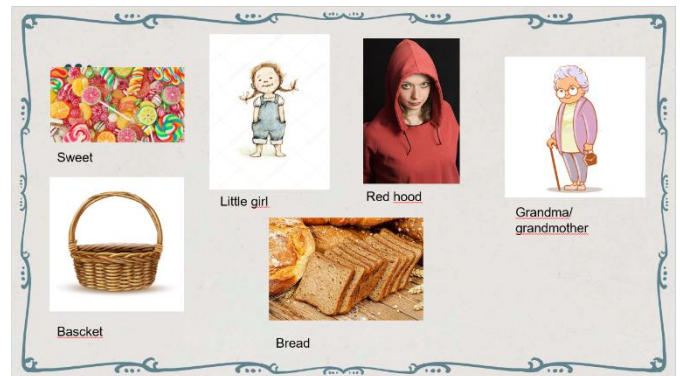 Sweet
Little girl
Red hood
Grandma/
grandmother
Bascket
Bread